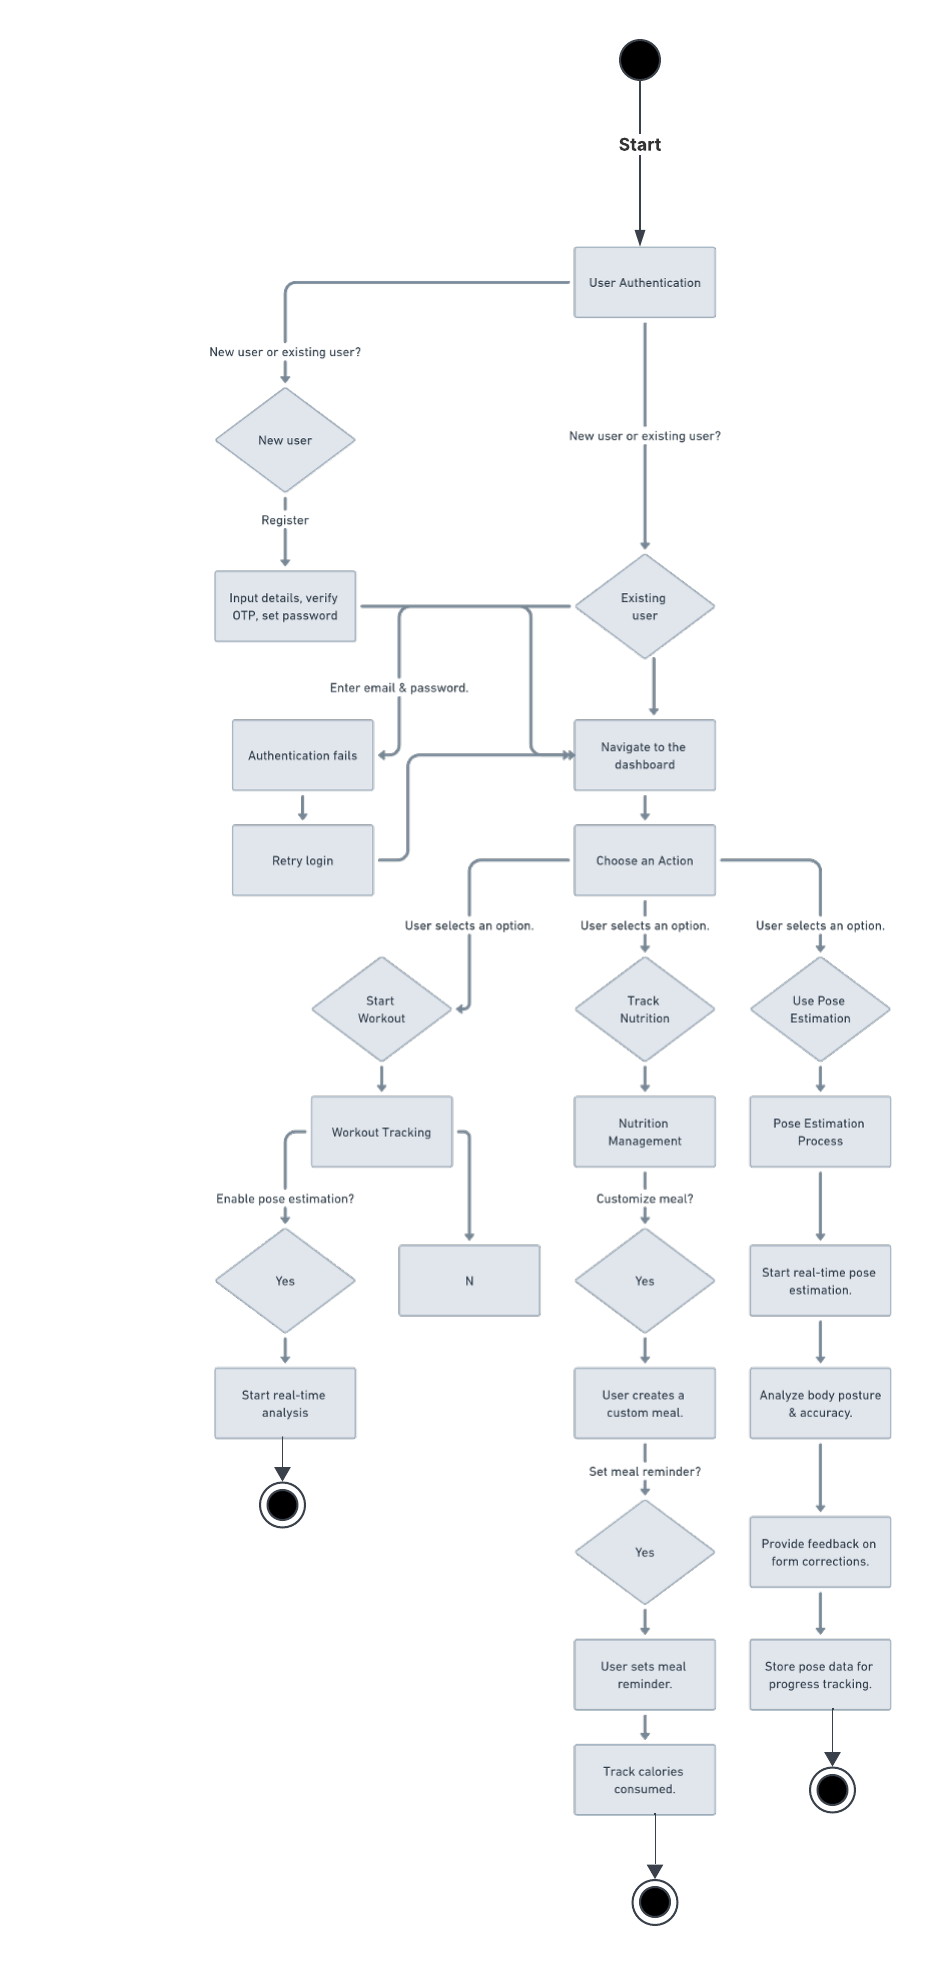 Start
User Authentication
New user or existing user?
New user
New user or existing user?
Register
Input details, verify
OTP, set password
Existing
user
Enter email & password.
Authentication fails
Navigate to the
dashboard
Retry login
Choose an Action
User selects an option.
User selects an option.
User selects an option.
Start
Workout
Track
Nutrition
Use Pose
Estimation
Workout Tracking
Nutrition
Management
Pose Estimation
Process
Enable pose estimation?
Customize meal?
Yes
N
Yes
Start real-time pose
estimation.
Start real-time
analysis
User creates a
custom meal.
Analyze body posture
& accuracy.
Set meal reminder?
Yes
Provide feedback on
form corrections.
User sets meal
reminder.
Store pose data for
progress tracking.
Track calories
consumed.